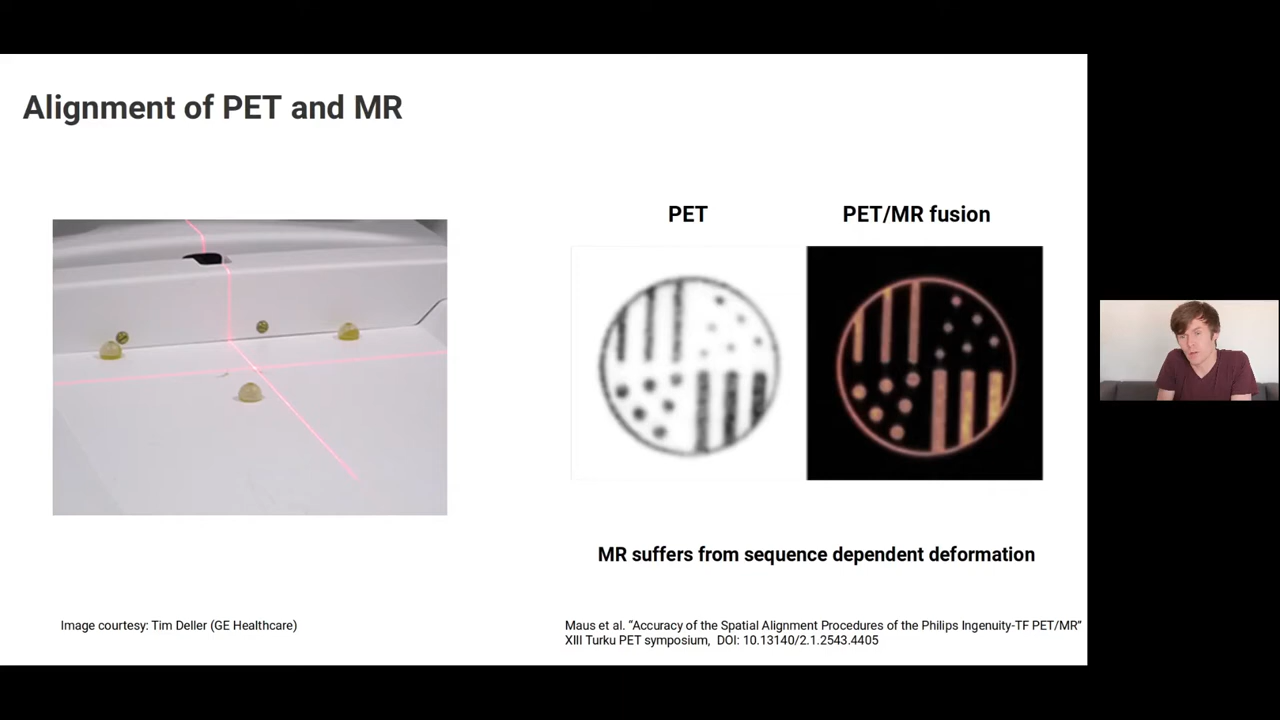 Alignment of PET and MR
PET
PET/MR fusion
MR suffers from sequence dependent deformation
Image courtesy: Tim Deller (GE Healthcare)
Maus et al. “Accuracy of the Spatial Alignment Procedures of the Philips Ingenuity-TF PET/MR”
XIII Turku PET symposium, DOI: 10.13140/2.1.2543.4405